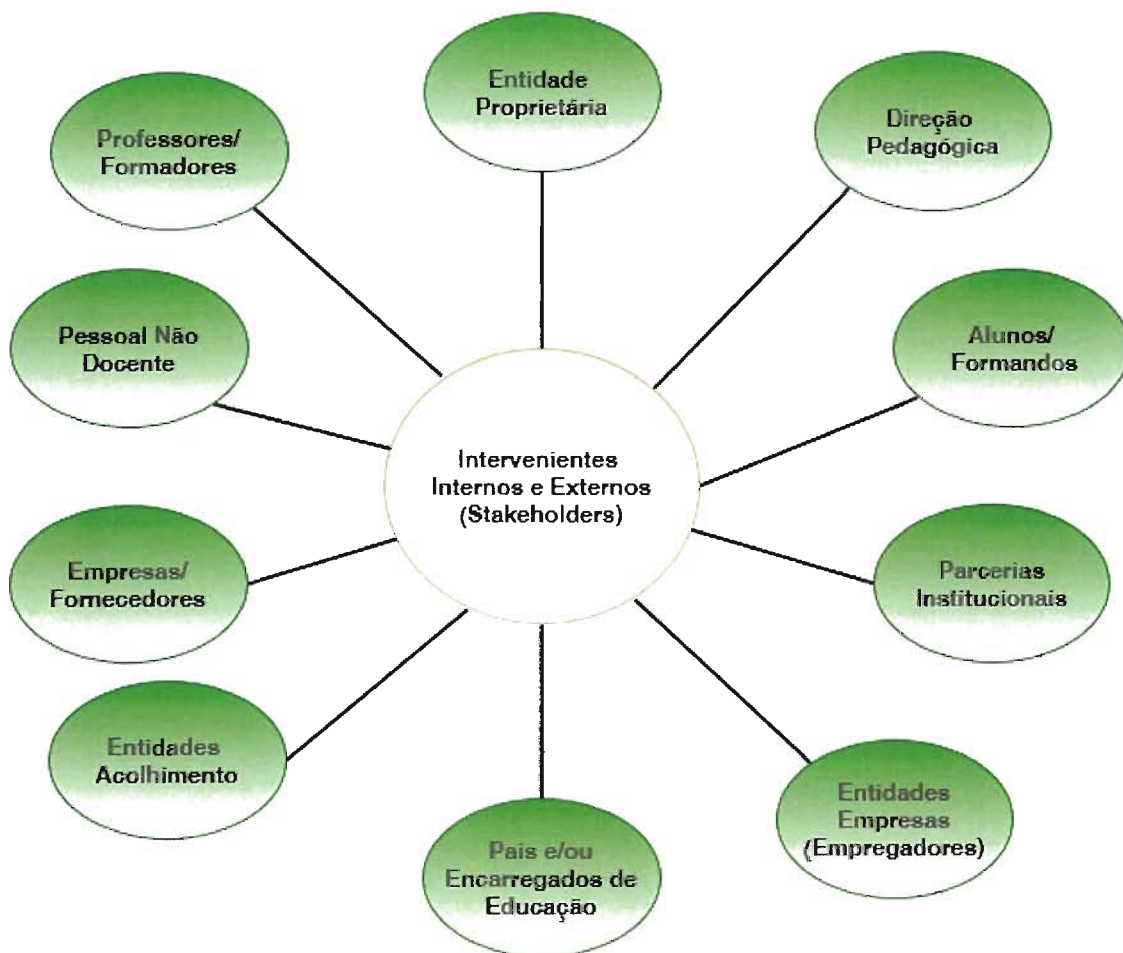 Entidade
Proprietária
Direção
Pedagógica
Professores/
Formadores
Alunos/
Formandos
Pessoal Não
Docente
Intervenientes
Internos e Externos
(Stakeholders)
Empresas/
Fornecedores
Parcerias
Institucionais
Entidades
Acolhimento
Entidades
Empresas
(Empregadores)
Pais e/ou
Encarregados de
Educação